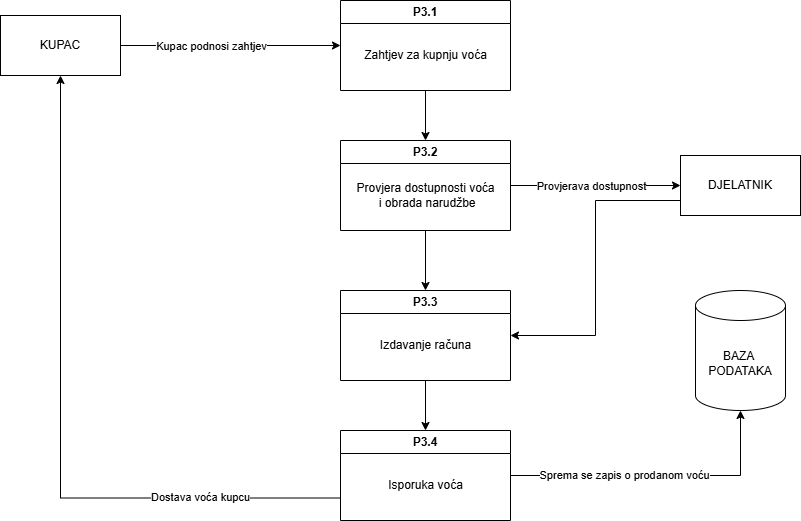 P3.1
KUPAC
Kupac podnosi zahtjev
Zahtjev za kupnju voća
P3.2
Provjera dostupnosti voća
i obrada narudžbe
Provjerava dostupnost
DJELATNIK
P3.3
Izdavanje računa
BAZA
PODATAKA
P3.4
Isporuka voća
Sprema se zapis o prodanom voću
Dostava voća kupcu